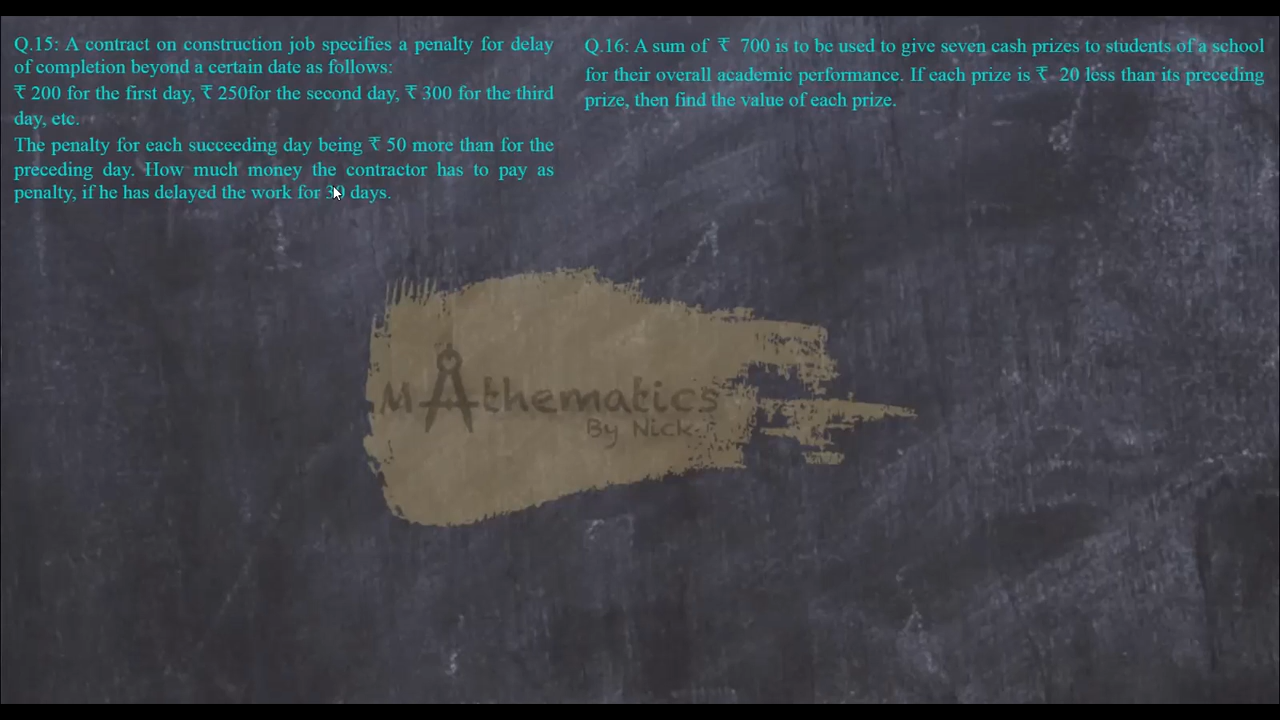 Q.15: A contract on construction job specifies a penalty for delay
of completion beyond a certain date as follows:
₹ 200 for the first day, ₹ 250for the second day, ₹ 300 for the third
day, etc.
The penalty for each succeeding day being ₹ 50 more than for the
preceding day. How much money the contractor has to pay as
penalty, if he has delayed the work for 30 days.
Q.16: A sum of ₹ 700 is to be used to give seven cash prizes to students of a school
for their overall academic performance. If each prize is ₹ 20 less than its preceding
prize, then find the value of each prize.
MAthematics
By Nick